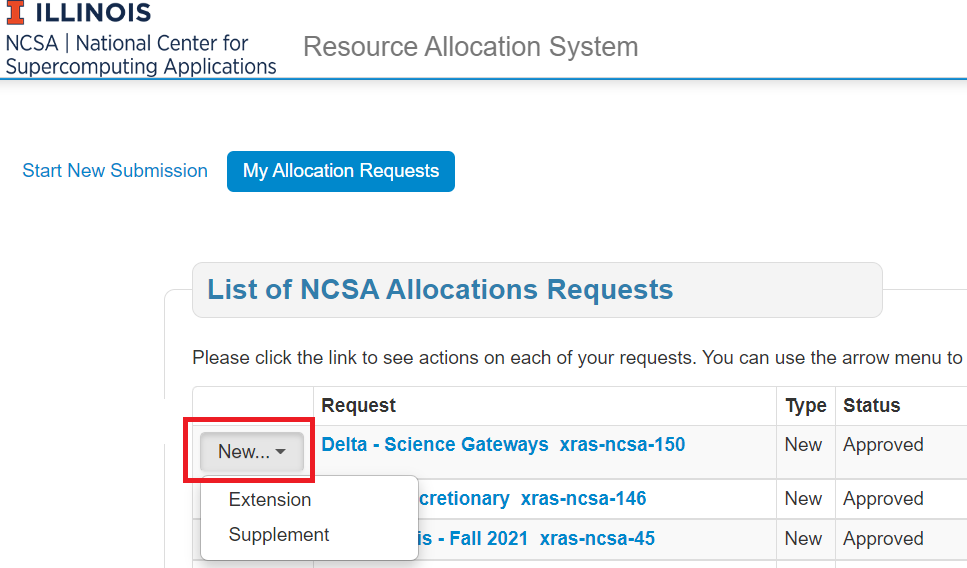 ILLINOIS
NCSA | National Center for
Supercomputing Applications
Resource Allocation System
Start New Submission
My Allocation Requests
List of NCSA Allocations Requests
Please click the link to see actions on each of your requests. You can use the arrow menu to
Request Type Status
New... Delta - Science Gateways xras-ncsa-150 New Approved
Extension
cretionary xras-ncsa-146 New Approved
Supplement
is - Fall 2021 xras-ncsa-45 New Approved